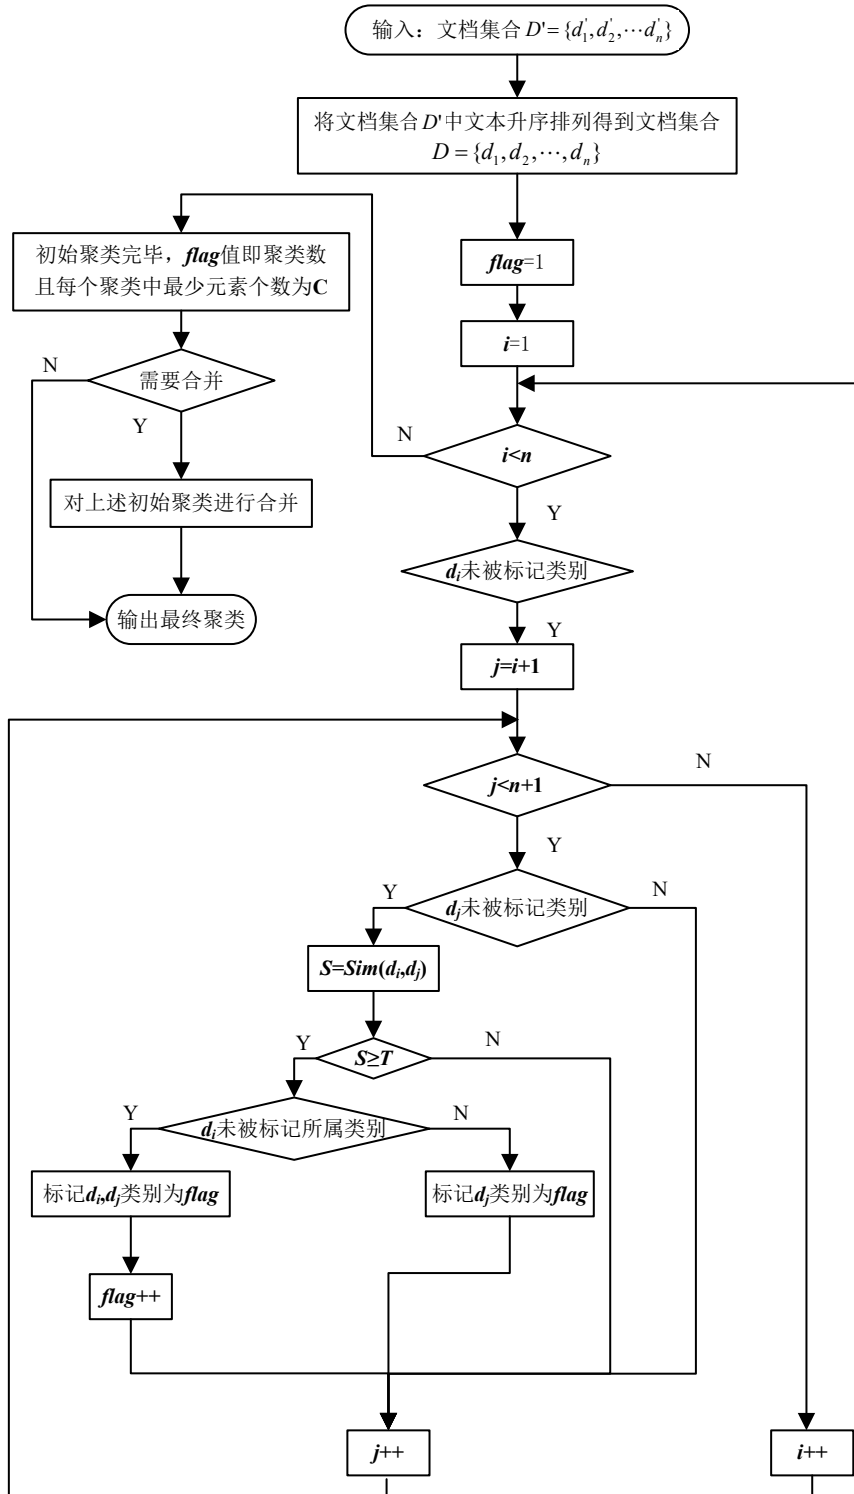 输入：文档集合 D'={d₁',d₂',⋯dₙ'}
将文档集合D'中文本升序排列得到文档集合
D={d₁,d₂,⋯,dₙ}
flag=1
i=1
i<n
N
Y
初始聚类完毕，flag值即聚类数
且每个聚类中最少元素个数为C
需要合并
N
Y
对上述初始聚类进行合并
输出最终聚类
dᵢ未被标记类别
Y
j=i+1
j<n+1
N
Y
dⱼ未被标记类别
Y
N
S=Sim(dᵢ,dⱼ)
S≥T
Y
N
dᵢ未被标记所属类别
Y
N
标记dᵢ,dⱼ类别为flag
标记dⱼ类别为flag
flag++
j++
i++